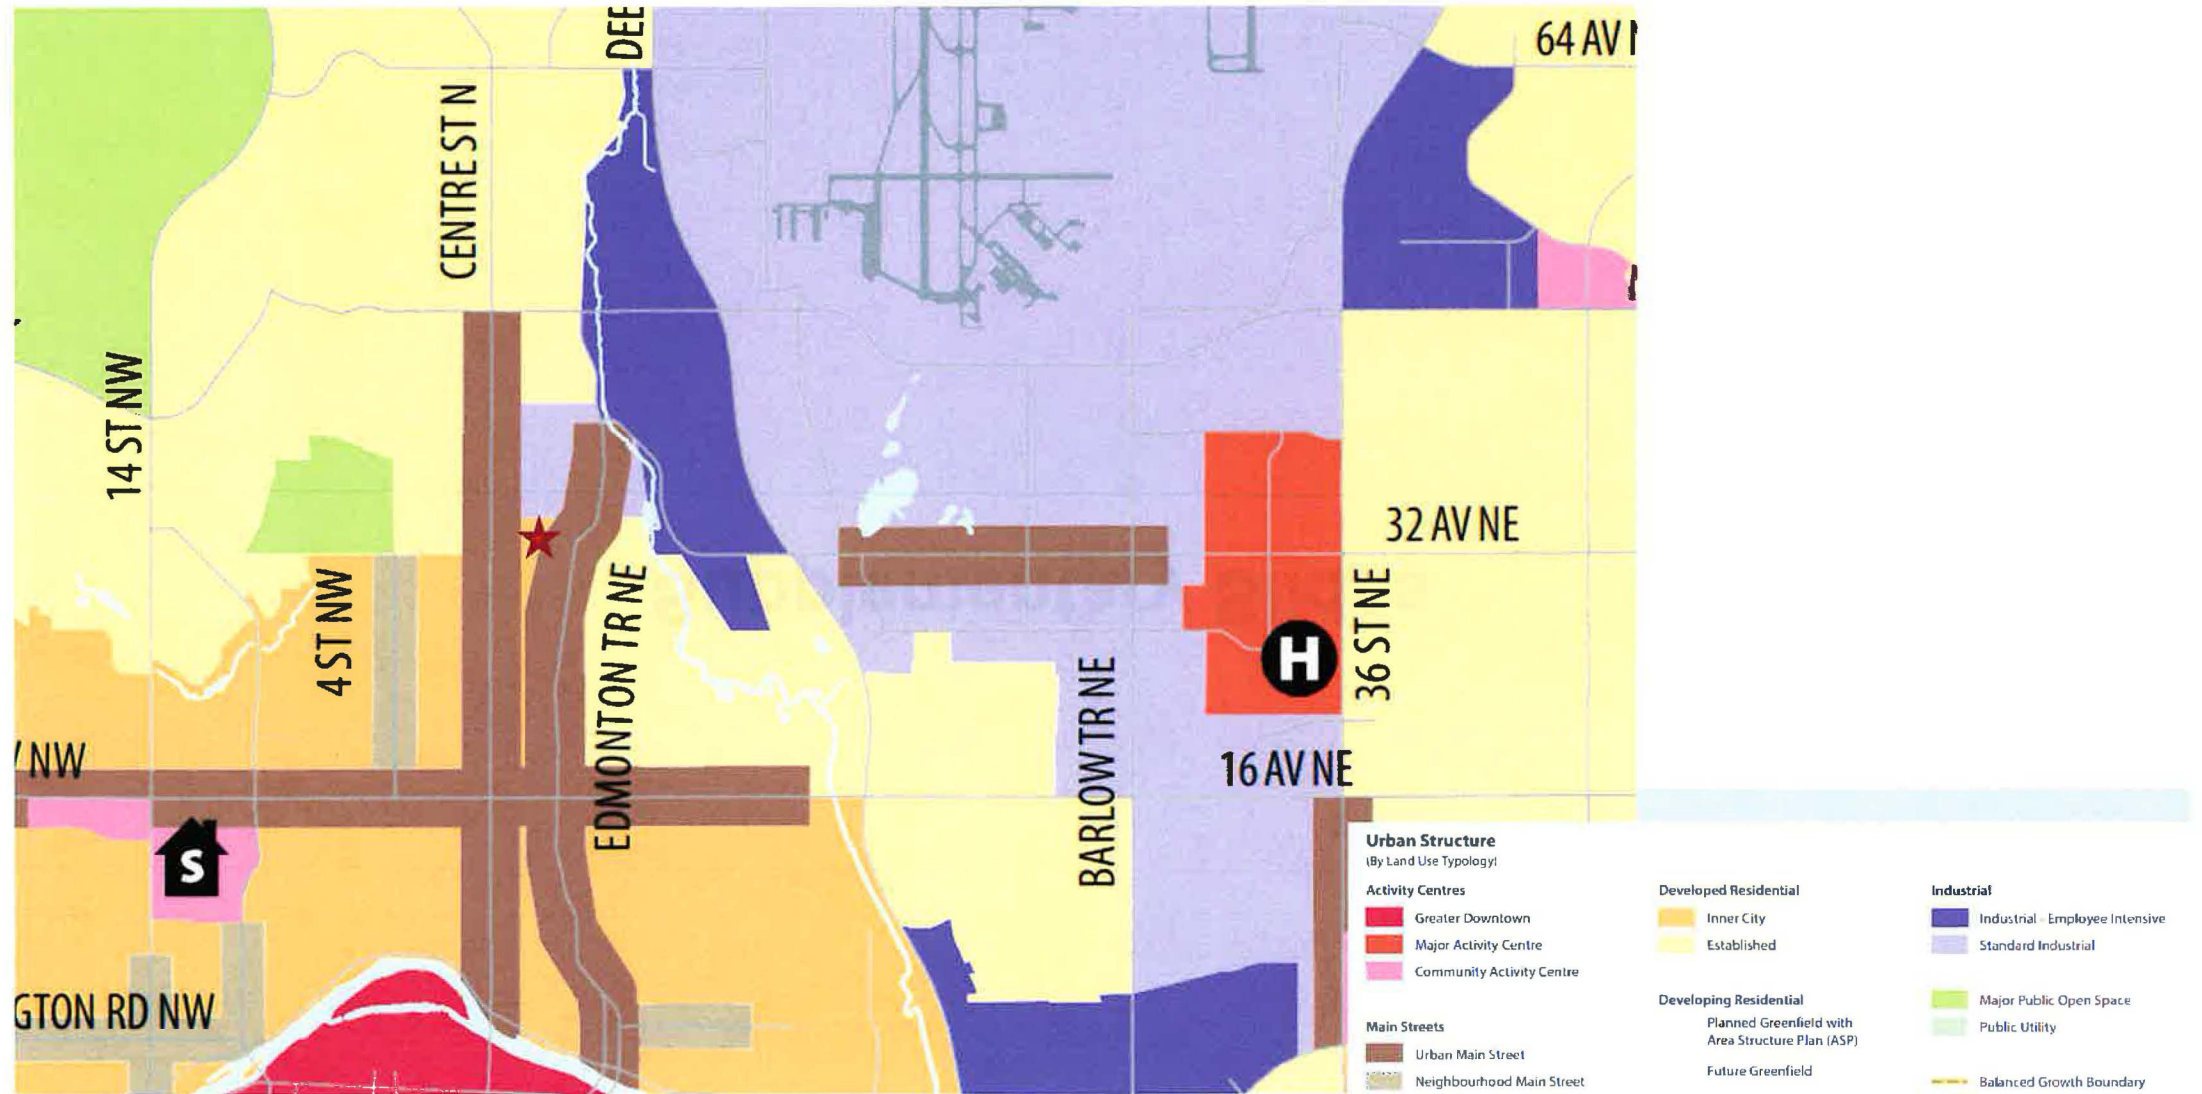 DEE
64 AV N
CENTRE ST N
14 ST NW
32 AV NE
4 ST NW
EDMONTON TR NE
36 ST NE
H
BARLOW TR NE
NW
16 AV NE
S
GTON RD NW
Urban Structure
(By Land Use Typology)
Activity Centres
Greater Downtown
Major Activity Centre
Community Activity Centre
Main Streets
Urban Main Street
Neighbourhood Main Street
Developed Residential
Inner City
Established
Developing Residential
Planned Greenfield with
Area Structure Plan (ASP)
Future Greenfield
Industrial
Industrial - Employee Intensive
Standard Industrial
Major Public Open Space
Public Utility
Balanced Growth Boundary